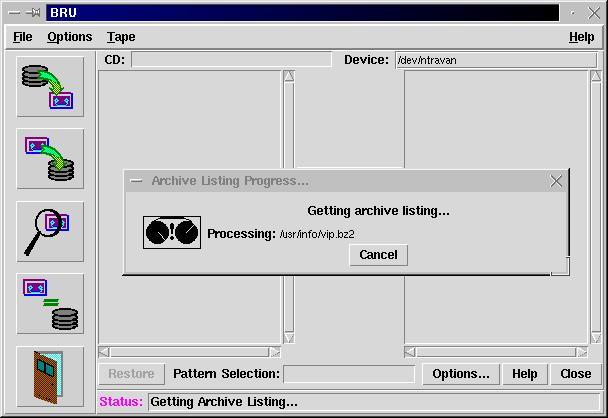 BRU
File Options Tape Help
CD: Device: /dev/ntravan
Archive Listing Progress...
Getting archive listing...
Processing: /usr/info/vip.bz2
Cancel
Restore Pattern Selection: Options... Help Close
Status: Getting Archive Listing...